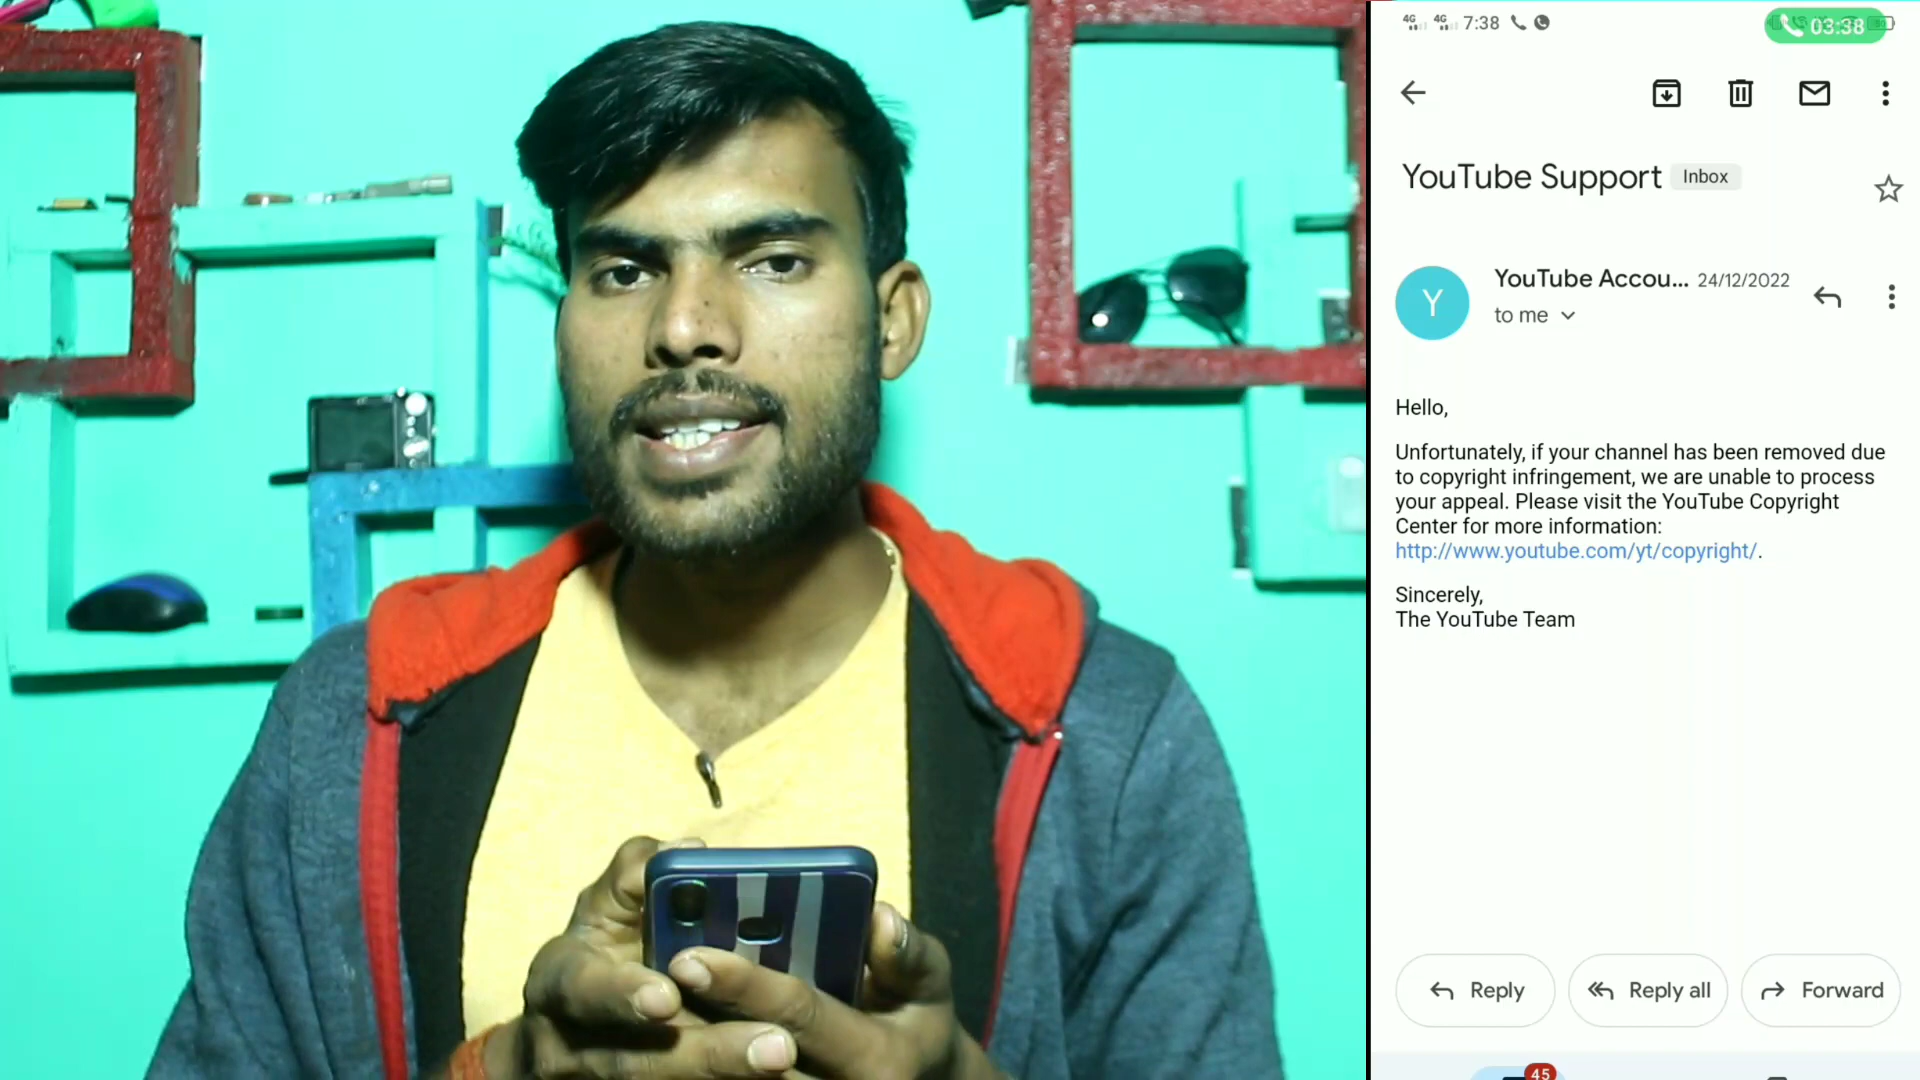 4G 4G 7:38
03:38
YouTube Support Inbox
Y
YouTube Accou... 24/12/2022
to me
Hello,
Unfortunately, if your channel has been removed due
to copyright infringement, we are unable to process
your appeal. Please visit the YouTube Copyright
Center for more information:
http://www.youtube.com/yt/copyright/.
Sincerely,
The YouTube Team
Reply
Reply all
Forward
45